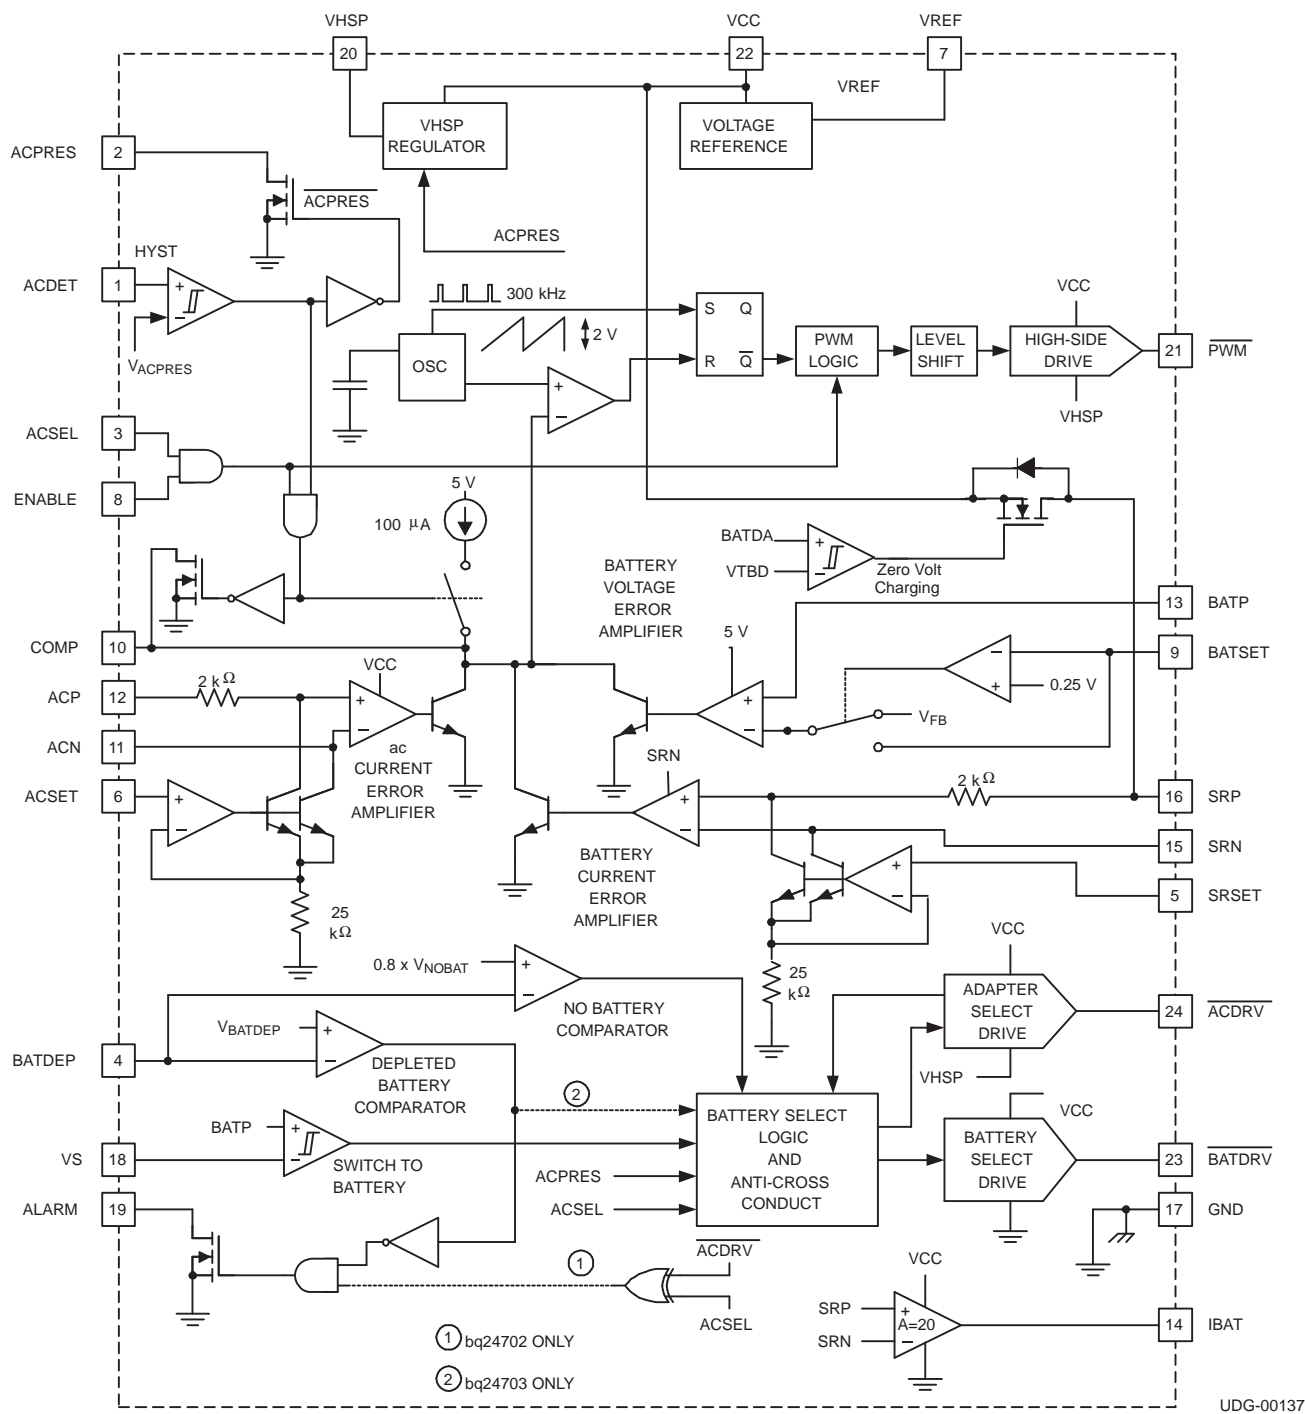 VHSP
VCC
VREF
20
22
7
VREF
VHSP
REGULATOR
VOLTAGE
REFERENCE
ACPRES
2
ACPRES
ACPRES
HYST
ACDET
1
+
−
VACPRES
300 kHz
2 V
OSC
+
−
S Q
R Q
PWM
LOGIC
LEVEL
SHIFT
VCC
HIGH-SIDE
DRIVE
VHSP
21
PWM
ACSEL
3
ENABLE
8
5 V
100 μA
BATDA
+
VTBD
−
Zero Volt
Charging
BATTERY
VOLTAGE
ERROR
AMPLIFIER
13
BATP
COMP
10
5 V
+
−
−
+
0.25 V
9
BATSET
VFB
ACP
12
2 kΩ
VCC
+
−
ACN
11
ac
CURRENT
ERROR
AMPLIFIER
ACSET
6
+
−
25
kΩ
SRN
+
−
2 kΩ
16
SRP
15
SRN
BATTERY
CURRENT
ERROR
AMPLIFIER
+
−
5
SRSET
25
kΩ
0.8 x VNOBAT
+
−
NO BATTERY
COMPARATOR
VCC
ADAPTER
SELECT
DRIVE
VHSP
24
ACDRV
VBATDEP
+
−
BATDEP
4
DEPLETED
BATTERY
COMPARATOR
2
BATP
+
−
VS
18
SWITCH TO
BATTERY
BATTERY SELECT
LOGIC
AND
ANTI-CROSS
CONDUCT
ACPRES
ACSEL
VCC
BATTERY
SELECT
DRIVE
23
BATDRV
ALARM
19
17
GND
ACDRV
1
ACSEL
VCC
SRP
+
A=20
SRN
−
14
IBAT
1 bq24702 ONLY
2 bq24703 ONLY
UDG-00137